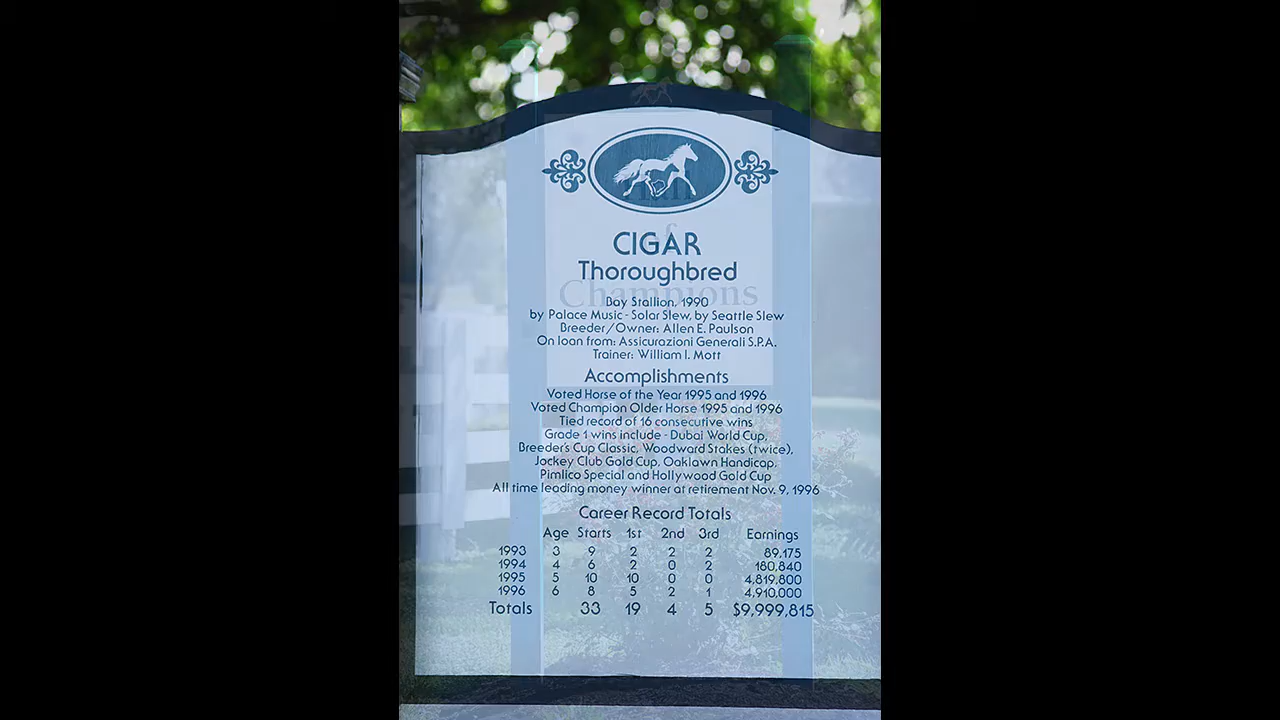 Hall
of
Champions
CIGAR
Thoroughbred
Bay Stallion, 1990
by Palace Music - Solar Slew, by Seattle Slew
Breeder/Owner: Allen E. Paulson
On loan from: Assicurazioni Generali S.P.A.
Trainer: William I. Mott
Accomplishments
Voted Horse of the Year 1995 and 1996
Voted Champion Older Horse 1995 and 1996
Tied record of 16 consecutive wins
Grade 1 wins include - Dubai World Cup,
Breeder's Cup Classic, Woodward Stakes (twice),
Jockey Club Gold Cup, Oaklawn Handicap,
Pimlico Special and Hollywood Gold Cup
All time leading money winner at retirement Nov. 9, 1996
Career Record Totals
Age Starts 1st 2nd 3rd Earnings
1993 3 9 2 2 2 89,175
1994 4 6 2 0 2 180,840
1995 5 10 10 0 0 4,819,800
1996 6 8 5 2 1 4,910,000
Totals 33 19 4 5 $9,999,815